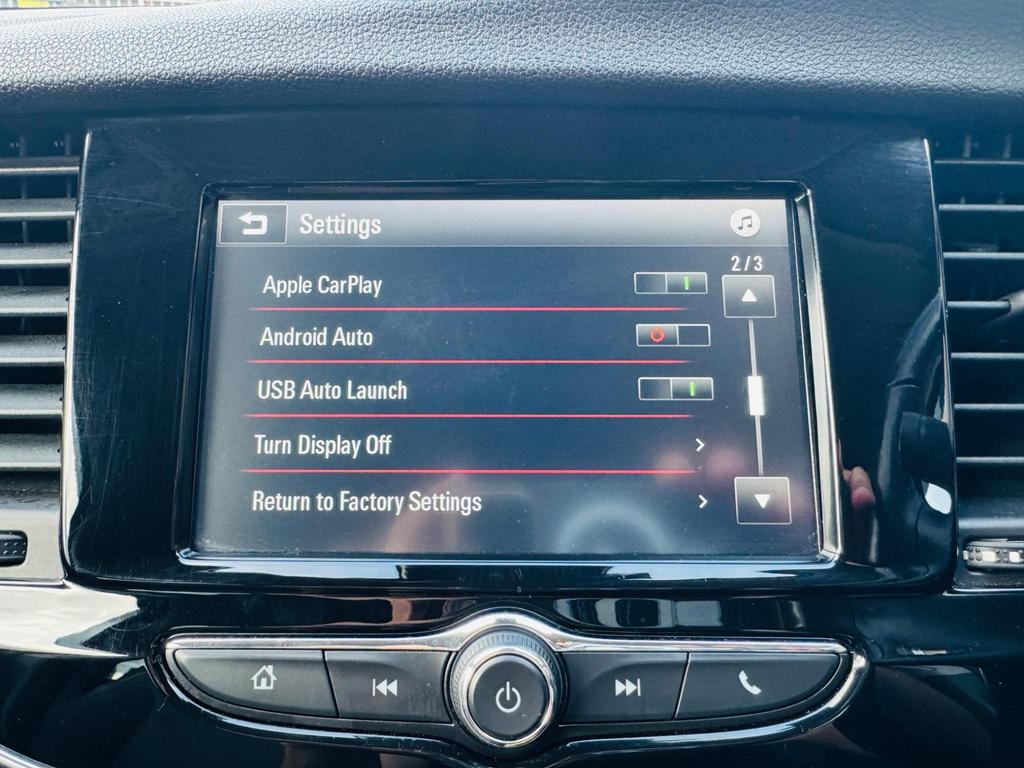 Settings
2/3
Apple CarPlay
Android Auto
USB Auto Launch
Turn Display Off
Return to Factory Settings